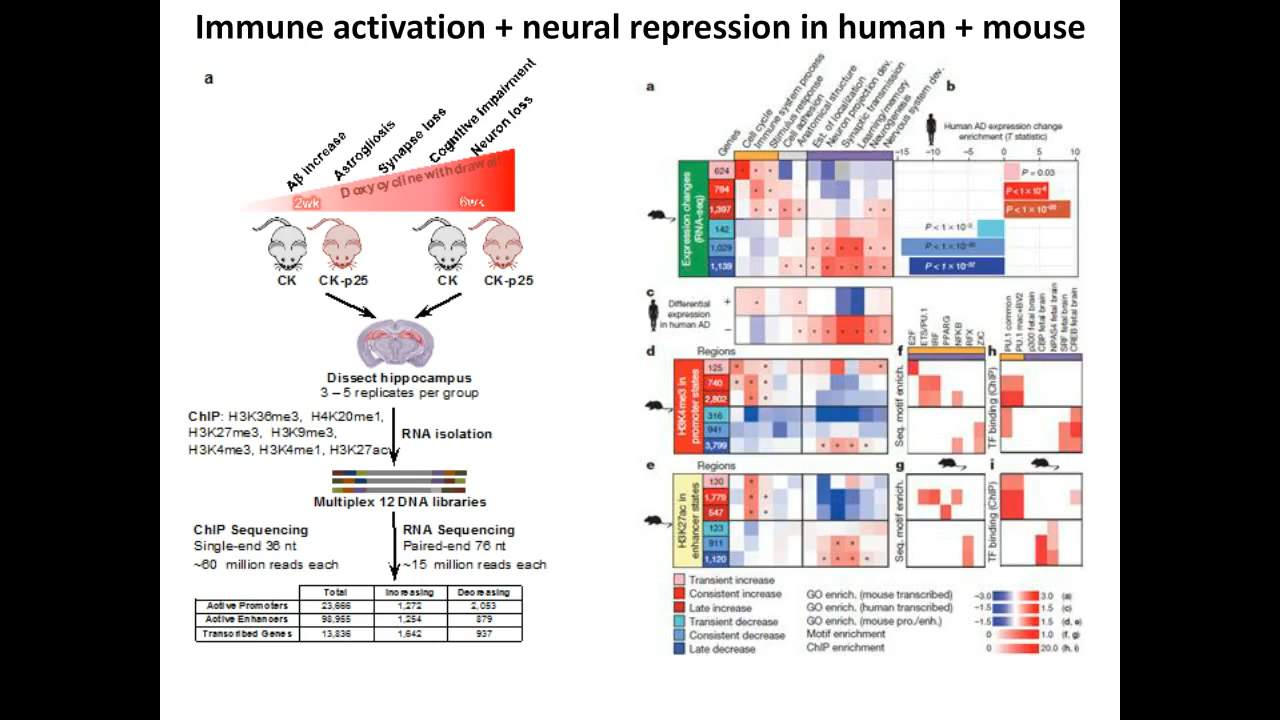 Immune activation + neural repression in human + mouse
a
Aβ increase
Astrogliosis
Synapse loss
Cognitive impairment
Neuron loss
Doxycycline withdrawal
2wk
6wk
CK
CK-p25
CK
CK-p25
Dissect hippocampus
3 – 5 replicates per group
ChIP: H3K36me3, H4K20me1,
H3K27me3, H3K9me3,
H3K4me3, H3K4me1, H3K27ac
RNA isolation
Multiplex 12 DNA libraries
ChIP Sequencing
Single-end 36 nt
~60 million reads each
RNA Sequencing
Paired-end 76 nt
~15 million reads each
Total Increasing Decreasing
Active Promoters 23,666 1,272 2,053
Active Enhancers 98,955 1,254 879
Transcribed Genes 13,836 1,642 937
a
Genes
Cell cycle
Immune system process
Stimulus response
Cell adhesion
Anatomical structure
Est. of localization
Neuron projection dev.
Synaptic transmission
Learning/memory
Neurogenesis
Nervous system dev.
Expression changes
(RNA-seq)
624
794
1,397
142
1,029
1,139
b
Human AD expression change
enrichment (T statistic)
−15 −10 −5 0 5 10
P = 0.03
c
Differential
expression
in human AD
+
−
d
Regions
H3K4me3 in
promoter states
125
740
2,802
316
941
3,799
e
Regions
H3K27ac in
enhancer states
130
1,779
547
123
911
1,120
f
E2F
ETS/PU.1
IRF
PPARG
NFKB
RFX
ZIC
Seq. motif enrich.
g
Seq. motif enrich.
h
PU.1 common
PU.1 mac+BV2
p300 fetal brain
CBP fetal brain
NPAS4 fetal brain
SRF fetal brain
CREB fetal brain
TF binding (ChIP)
i
TF binding (ChIP)
Transient increase
Consistent increase
Late increase
Transient decrease
Consistent decrease
Late decrease
GO enrich. (mouse transcribed) −3.0 3.0 (a)
GO enrich. (human transcribed) −1.5 1.5 (c)
GO enrich. (mouse pro./enh.) −1.5 1.5 (d, e)
Motif enrichment 0 1.0 (f, g)
ChIP enrichment 0 20.0 (h, i)